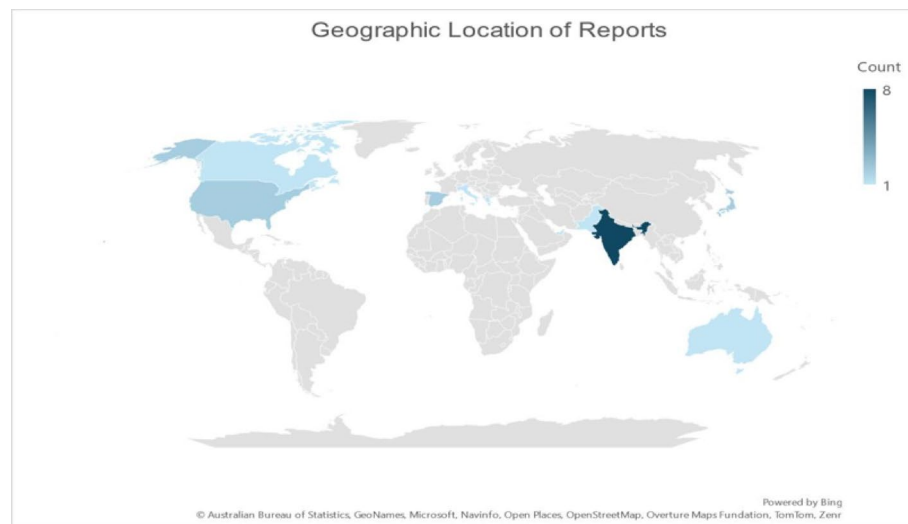 Geographic Location of Reports
Count
8
1
Powered by Bing
© Australian Bureau of Statistics, GeoNames, Microsoft, Navinfo, Open Places, OpenStreetMap, Overture Maps Fundation, TomTom, Zenr